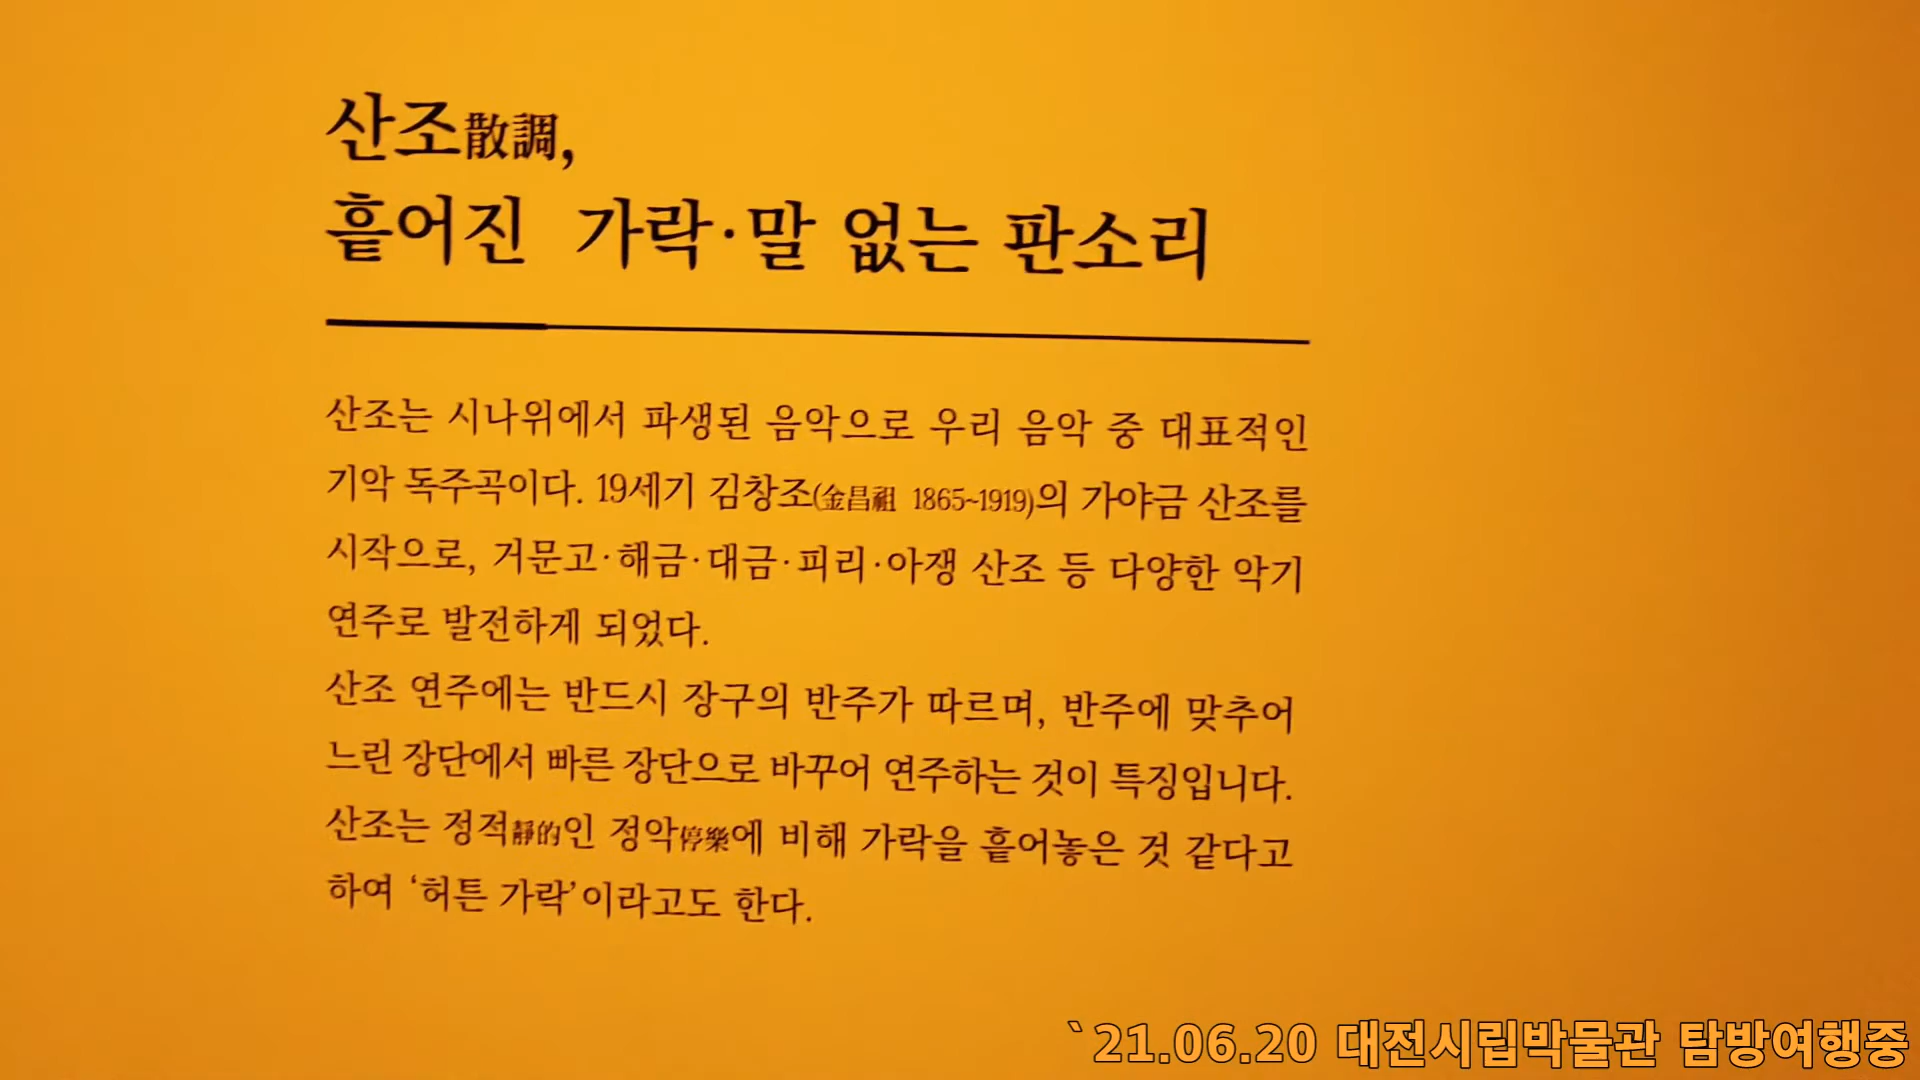 산조散調,
흩어진 가락·말 없는 판소리
산조는 시나위에서 파생된 음악으로 우리 음악 중 대표적인
기악 독주곡이다. 19세기 김창조(金昌祖 1865~1919)의 가야금 산조를
시작으로, 거문고·해금·대금·피리·아쟁 산조 등 다양한 악기
연주로 발전하게 되었다.
산조 연주에는 반드시 장구의 반주가 따르며, 반주에 맞추어
느린 장단에서 빠른 장단으로 바꾸어 연주하는 것이 특징입니다.
산조는 정적靜的인 정악停樂에 비해 가락을 흩어놓은 것 같다고
하여 ‘허튼 가락’이라고도 한다.
`21.06.20 대전시립박물관 탐방여행중